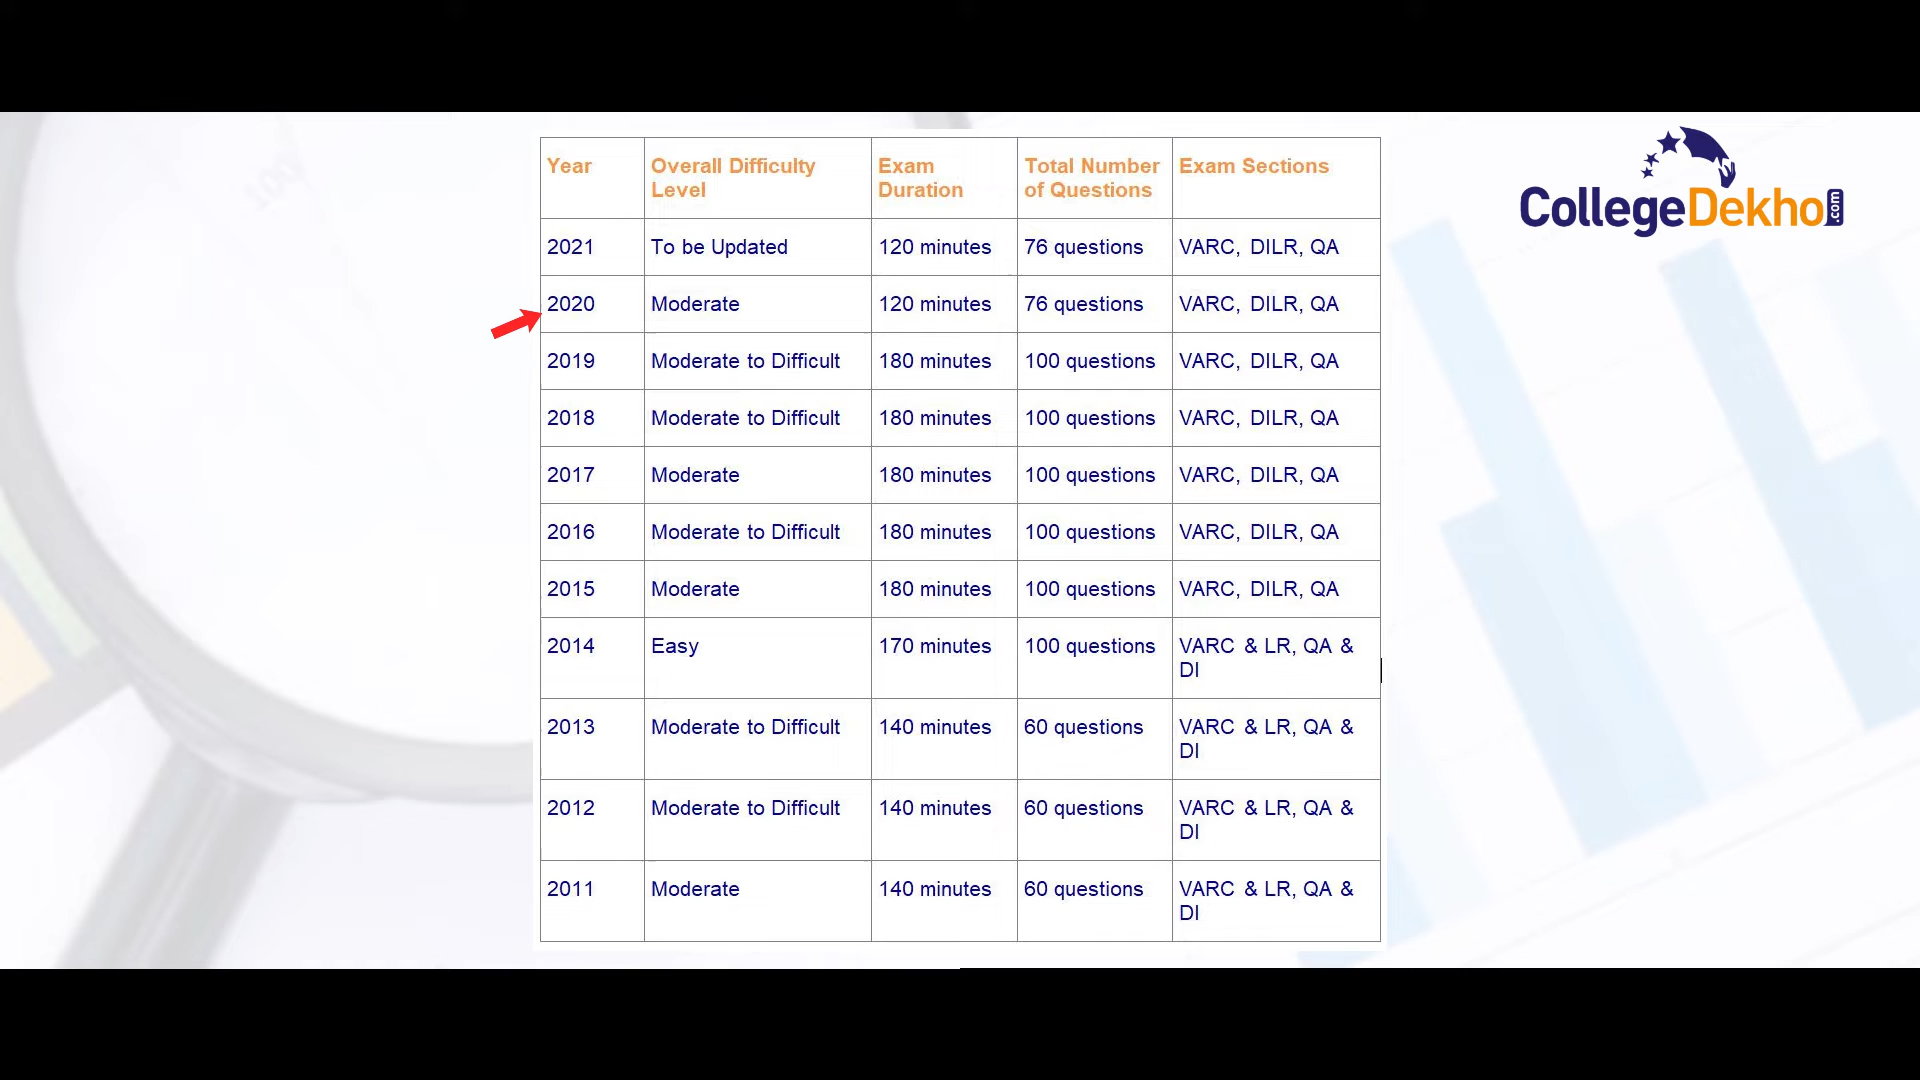 CollegeDekho.com
Year Overall Difficulty Level Exam Duration Total Number of Questions Exam Sections
2021 To be Updated 120 minutes 76 questions VARC, DILR, QA
2020 Moderate 120 minutes 76 questions VARC, DILR, QA
2019 Moderate to Difficult 180 minutes 100 questions VARC, DILR, QA
2018 Moderate to Difficult 180 minutes 100 questions VARC, DILR, QA
2017 Moderate 180 minutes 100 questions VARC, DILR, QA
2016 Moderate to Difficult 180 minutes 100 questions VARC, DILR, QA
2015 Moderate 180 minutes 100 questions VARC, DILR, QA
2014 Easy 170 minutes 100 questions VARC & LR, QA & DI
2013 Moderate to Difficult 140 minutes 60 questions VARC & LR, QA & DI
2012 Moderate to Difficult 140 minutes 60 questions VARC & LR, QA & DI
2011 Moderate 140 minutes 60 questions VARC & LR, QA & DI
100